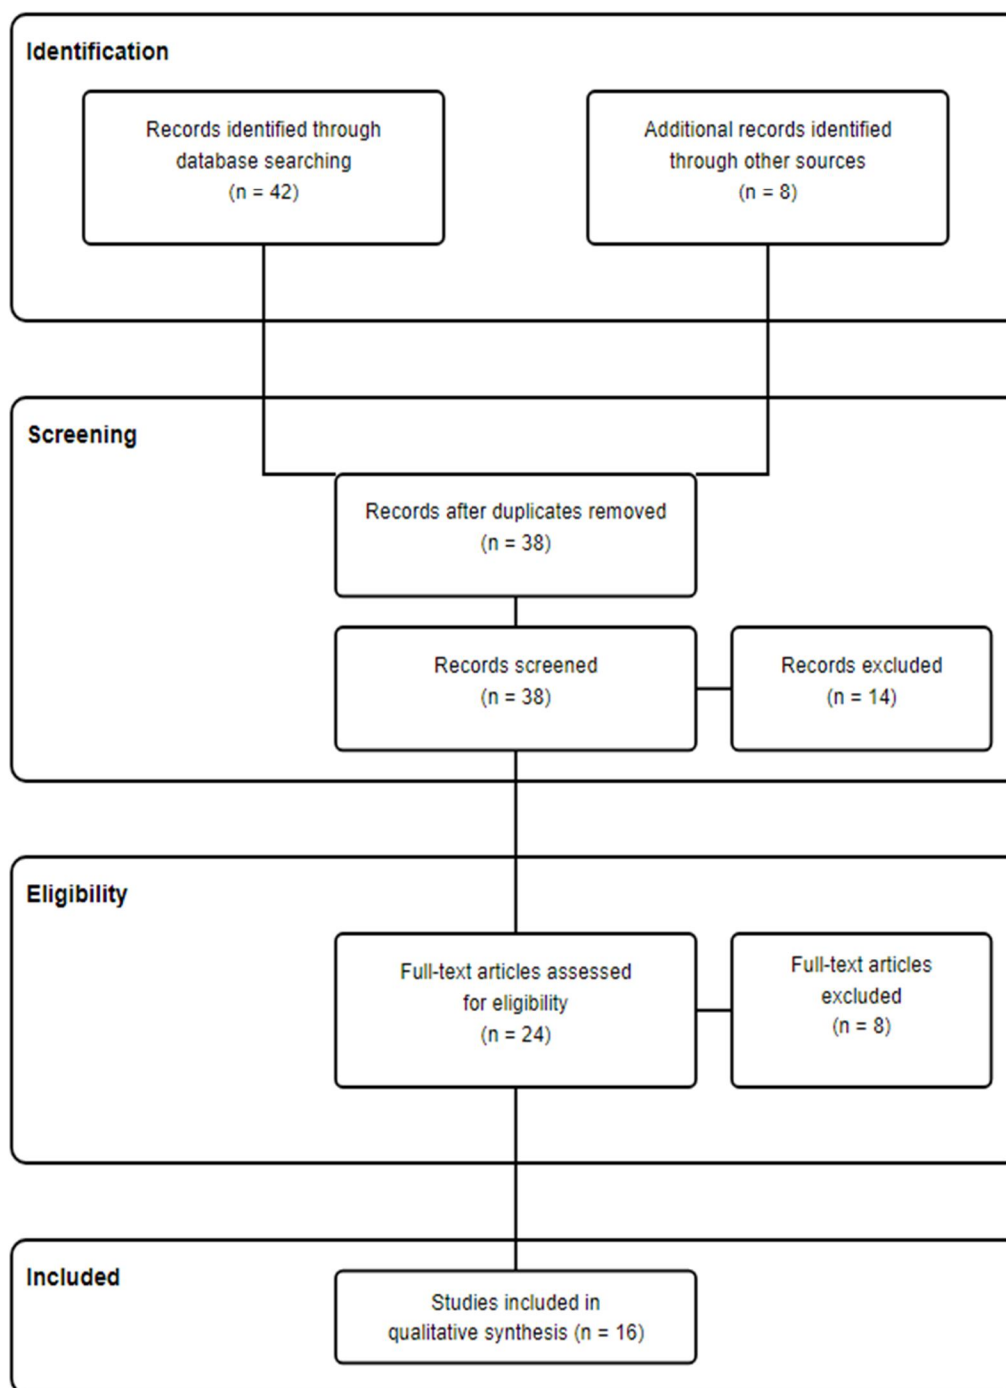 Identification
Records identified through
database searching
(n = 42)
Additional records identified
through other sources
(n = 8)
Screening
Records after duplicates removed
(n = 38)
Records screened
(n = 38)
Records excluded
(n = 14)
Eligibility
Full-text articles assessed
for eligibility
(n = 24)
Full-text articles
excluded
(n = 8)
Included
Studies included in
qualitative synthesis (n = 16)